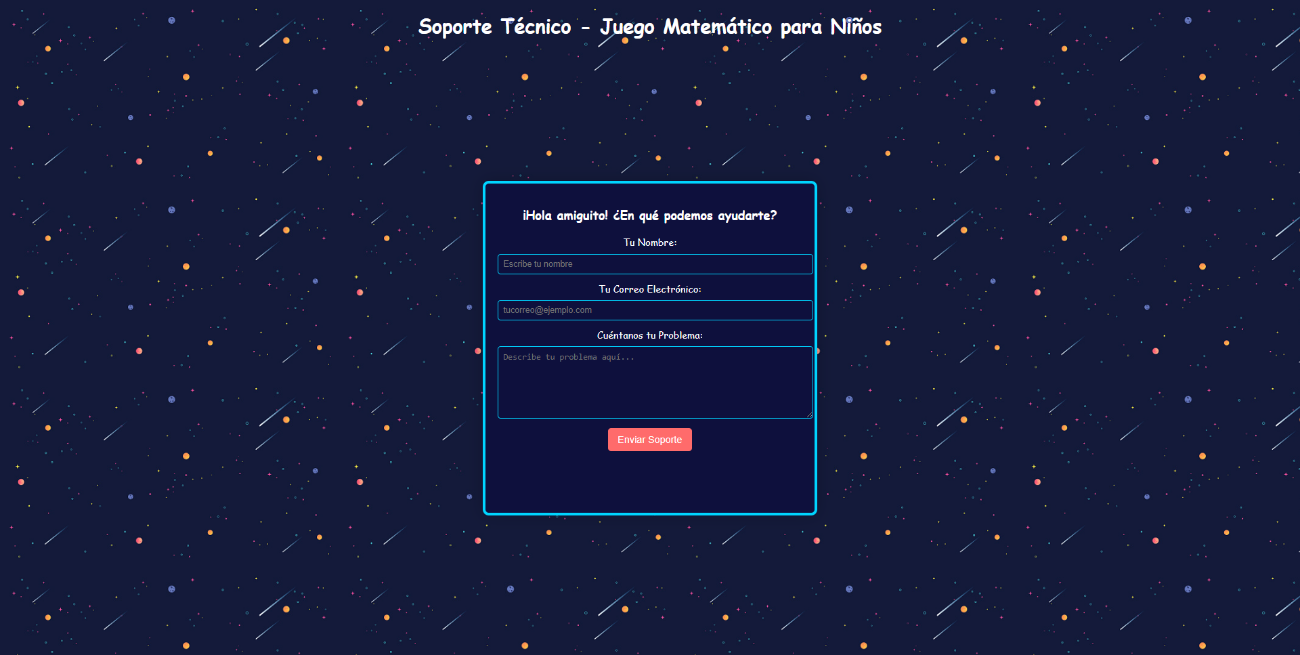 Soporte Técnico - Juego Matemático para Niños
¡Hola amiguito! ¿En qué podemos ayudarte?
Tu Nombre:
Escribe tu nombre
Tu Correo Electrónico:
tucorreo@ejemplo.com
Cuéntanos tu Problema:
Describe tu problema aquí...
Enviar Soporte